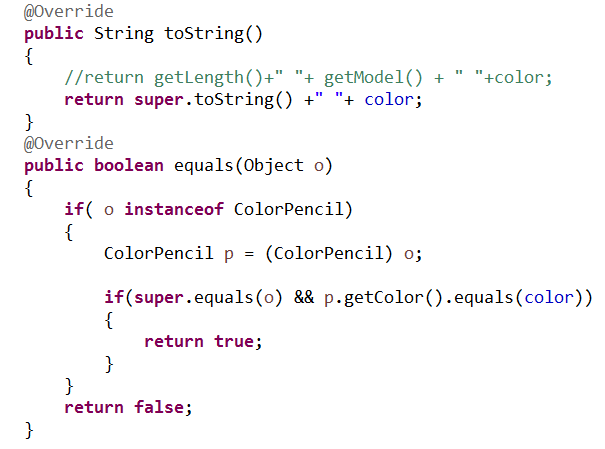 @Override
public String toString()
{
//return getLength()+" "+ getModel() + " "+color;
return super.toString() +" "+ color;
}
@Override
public boolean equals(Object o)
{
if( o instanceof ColorPencil)
{
ColorPencil p = (ColorPencil) o;
if(super.equals(o) && p.getColor().equals(color))
{
return true;
}
}
return false;
}